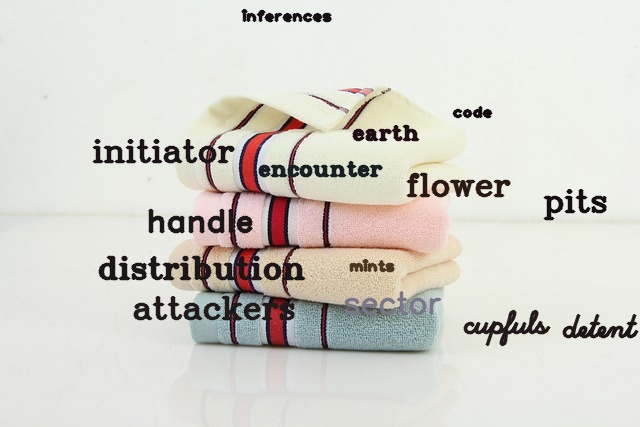 inferences
code
earth
initiator
encounter
flower
pits
handle
distribution
mints
attackers
sector
cupfuls
detent